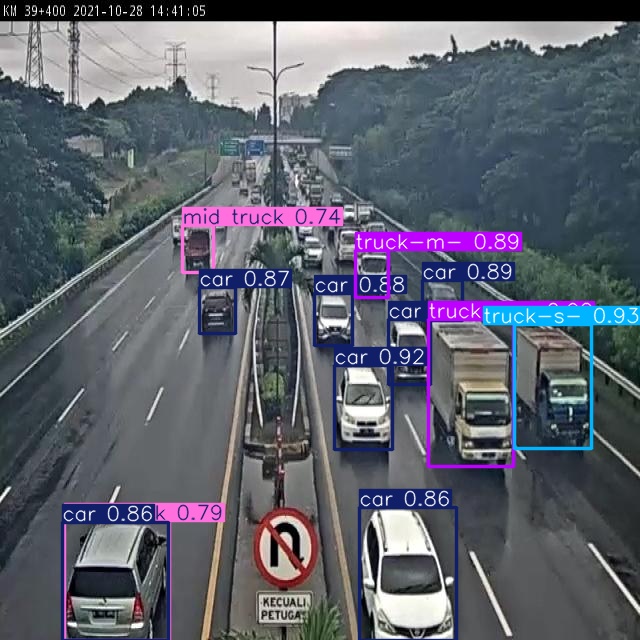 KM 39+400 2021-10-28 14:41:05
mid truck 0.74
truck-m- 0.89
car 0.87
car 0.88
car 0.89
car
truck
truck-s- 0.93
car 0.92
car 0.86
k 0.79
car 0.86
KECUALI
PETUGAS